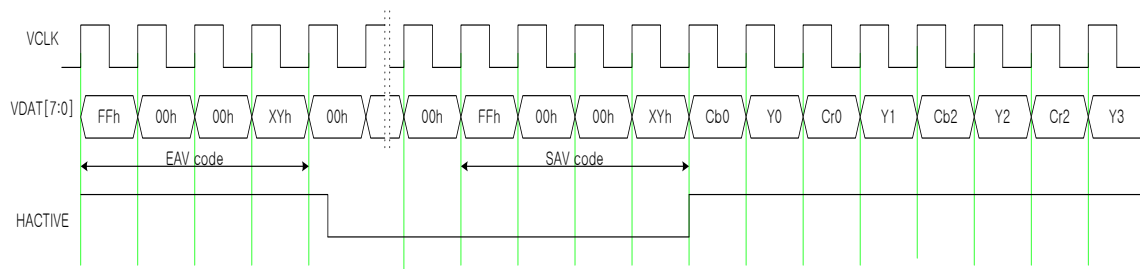 VCLK
VDAT[7:0]
FFh 00h 00h XYh 00h 00h FFh 00h 00h XYh Cb0 Y0 Cr0 Y1 Cb2 Y2 Cr2 Y3
EAV code SAV code
HACTIVE